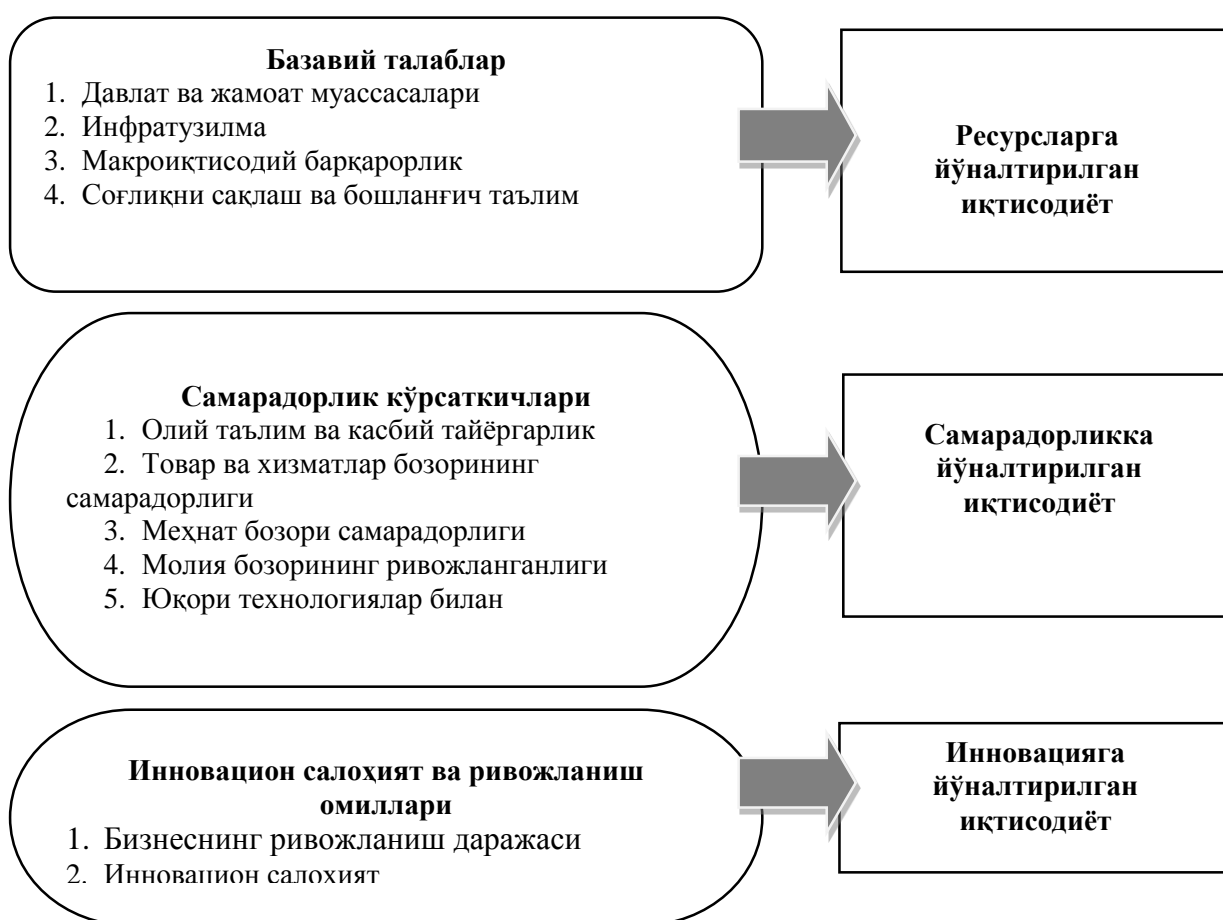 Базавий талаблар
1. Давлат ва жамоат муассасалари
2. Инфратузилма
3. Макроиқтисодий барқарорлик
4. Соғлиқни сақлаш ва бошланғич таълим
Ресурсларга
йўналтирилган
иқтисодиёт
Самарадорлик кўрсаткичлари
1. Олий таълим ва касбий тайёргарлик
2. Товар ва хизматлар бозорининг
самарадорлиги
3. Меҳнат бозори самарадорлиги
4. Молия бозорининг ривожланганлиги
5. Юқори технологиялар билан
Самарадорликка
йўналтирилган
иқтисодиёт
Инновацион салоҳият ва ривожланиш
омиллари
1. Бизнеснинг ривожланиш даражаси
2. Инновацион салоҳият
Инновацияга
йўналтирилган
иқтисодиёт